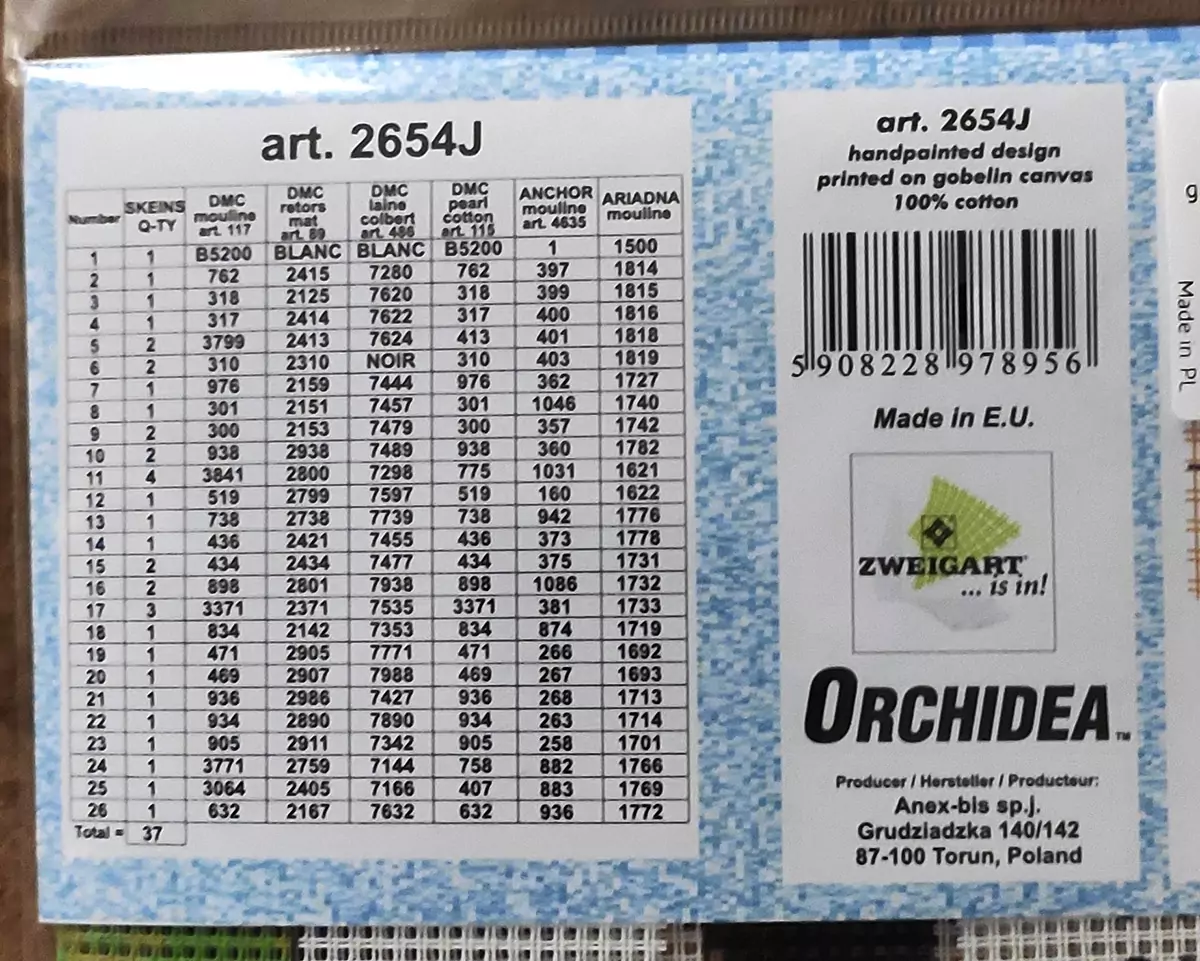 art. 2654J
Number SKEINS Q-TY DMC mouline art. 117 DMC retors mat art. 89 DMC laine colbert art. 486 DMC pearl cotton art. 115 ANCHOR mouline art. 4635 ARIADNA mouline
1 1 B5200 BLANC BLANC B5200 1 1500
2 1 762 2415 7280 762 397 1814
3 1 318 2125 7620 318 399 1815
4 1 317 2414 7622 317 400 1816
5 2 3799 2413 7624 413 401 1818
6 2 310 2310 NOIR 310 403 1819
7 1 976 2159 7444 976 362 1727
8 1 301 2151 7457 301 1046 1740
9 2 300 2153 7479 300 357 1742
10 2 938 2938 7489 938 360 1782
11 4 3841 2800 7298 775 1031 1621
12 1 519 2799 7597 519 160 1622
13 1 738 2738 7739 738 942 1776
14 1 436 2421 7455 436 373 1778
15 2 434 2434 7477 434 375 1731
16 2 898 2801 7938 898 1086 1732
17 3 3371 2371 7535 3371 381 1733
18 1 834 2142 7353 834 874 1719
19 1 471 2905 7771 471 266 1692
20 1 469 2907 7988 469 267 1693
21 1 936 2986 7427 936 268 1713
22 1 934 2890 7890 934 263 1714
23 1 905 2911 7342 905 258 1701
24 1 3771 2759 7144 758 882 1766
25 1 3064 2405 7166 407 883 1769
26 1 632 2167 7632 632 936 1772
Total = 37
art. 2654J
handpainted design
printed on gobelin canvas
100% cotton
5 908228 978956
Made in E.U.
ZWEIGART
... is in!
ORCHIDEA™
Producer / Hersteller / Producteur:
Anex-bis sp.j.
Grudziadzka 140/142
87-100 Torun, Poland
g
Made in PL